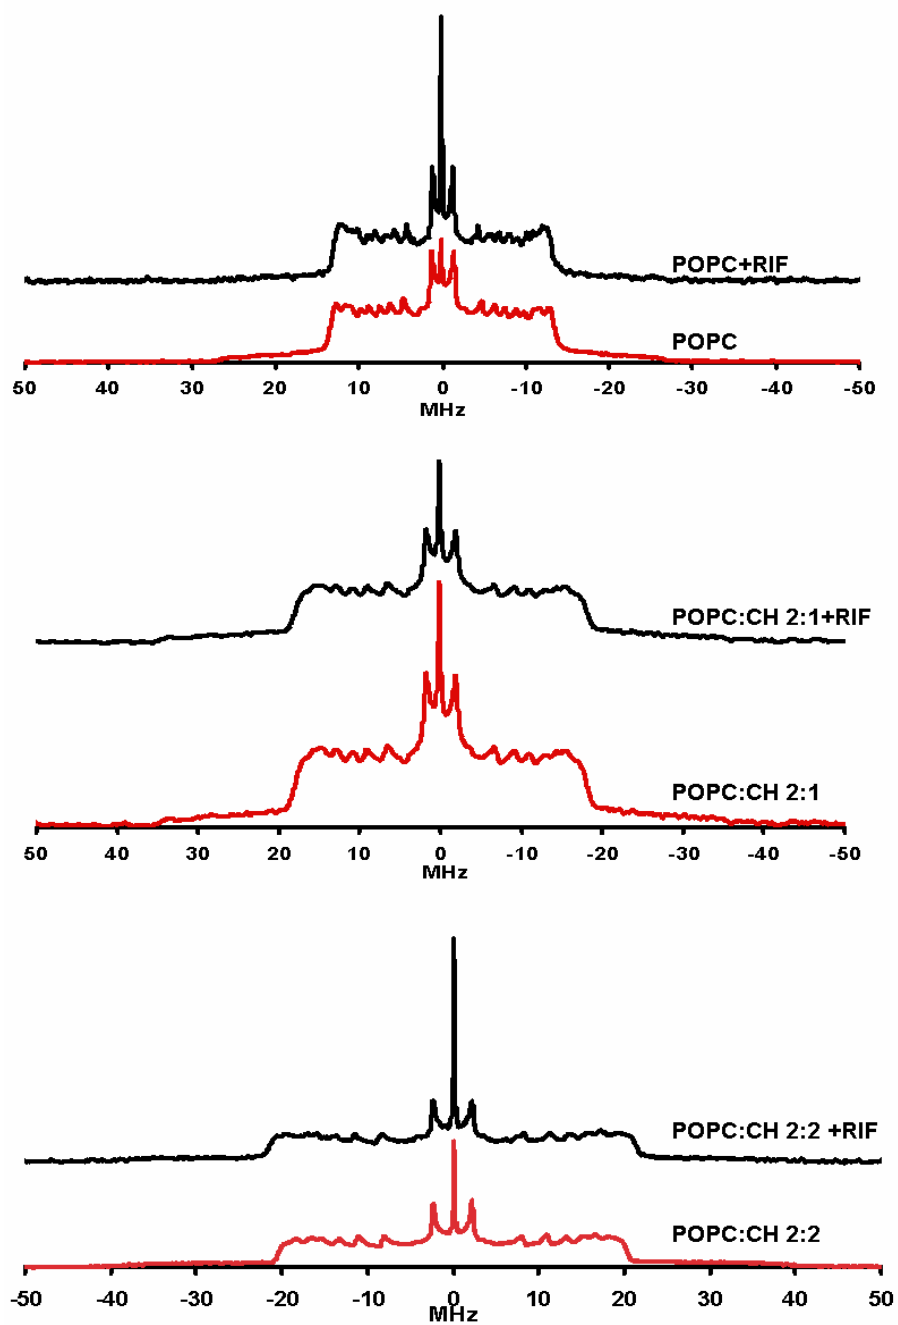 POPC+RIF
POPC
50 40 30 20 10 0 -10 -20 -30 -40 -50
MHz
POPC:CH 2:1+RIF
POPC:CH 2:1
50 40 30 20 10 0 -10 -20 -30 -40 -50
MHz
POPC:CH 2:2 +RIF
POPC:CH 2:2
-50 -40 -30 -20 -10 0 10 20 30 40 50
MHz